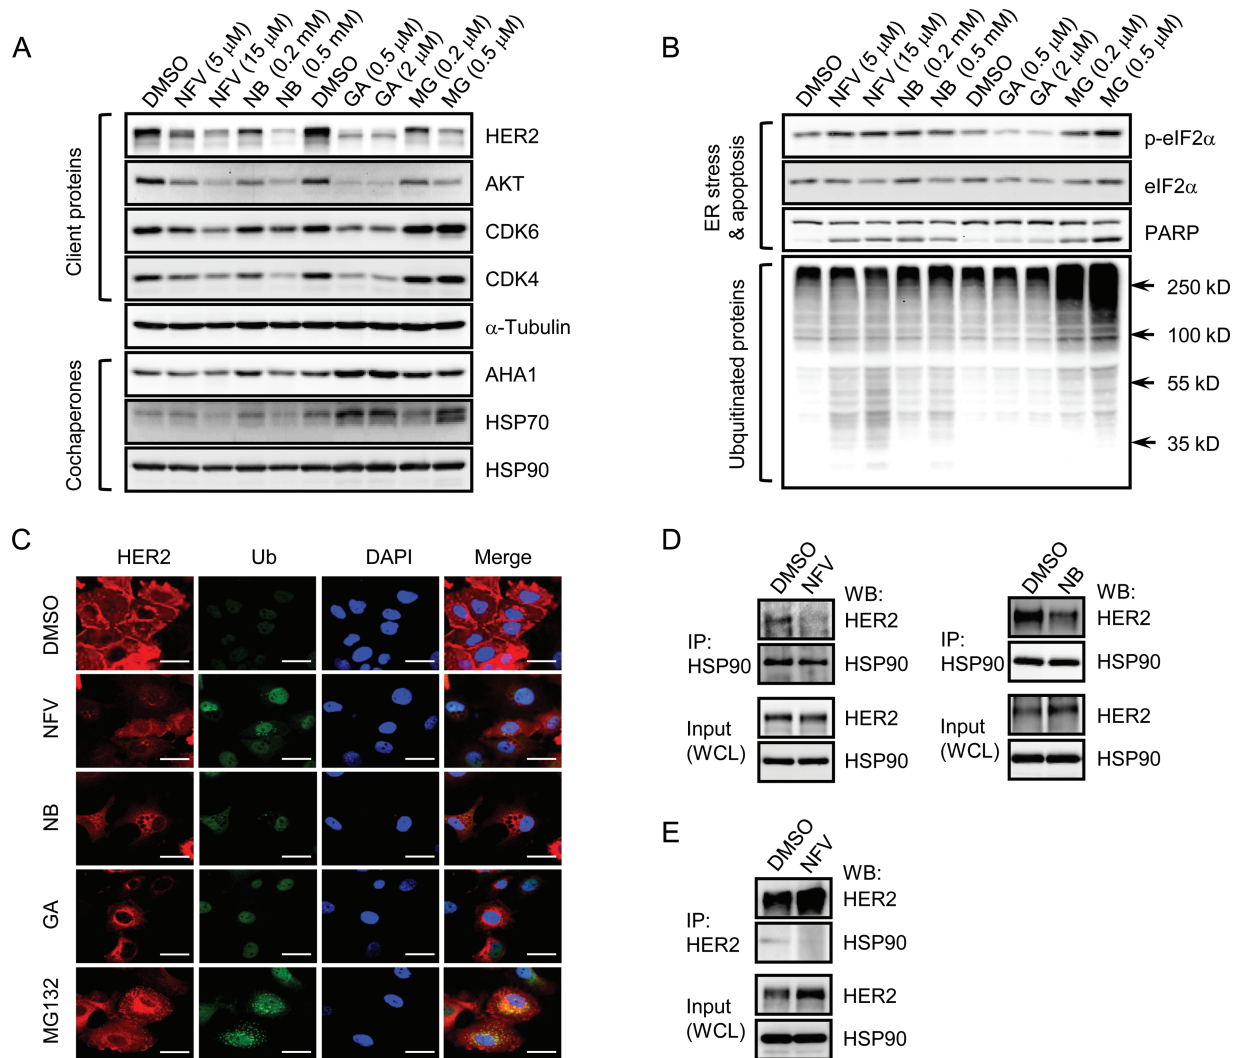 A
DMSO
NFV (5 µM)
NFV (15 µM)
NB (0.2 mM)
NB (0.5 mM)
DMSO
GA (0.5 µM)
GA (2 µM)
MG (0.2 µM)
MG (0.5 µM)
Client proteins
HER2
AKT
CDK6
CDK4
α-Tubulin
Cochaperones
AHA1
HSP70
HSP90
B
DMSO
NFV (5 µM)
NFV (15 µM)
NB (0.2 mM)
NB (0.5 mM)
DMSO
GA (0.5 µM)
GA (2 µM)
MG (0.2 µM)
MG (0.5 µM)
ER stress
& apoptosis
p-eIF2α
eIF2α
PARP
Ubquitinated proteins
250 kD
100 kD
55 kD
35 kD
C
HER2 Ub DAPI Merge
DMSO
NFV
NB
GA
MG132
D
DMSO
NFV
WB:
IP:
HSP90
HER2
HSP90
Input
(WCL)
HER2
HSP90
DMSO
NB
WB:
IP:
HSP90
HER2
HSP90
Input
(WCL)
HER2
HSP90
E
DMSO
NFV
WB:
IP:
HER2
HER2
HSP90
Input
(WCL)
HER2
HSP90